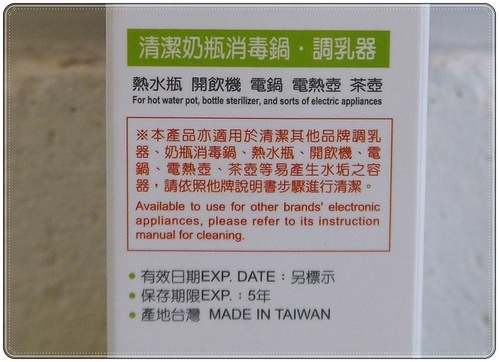 清潔奶瓶消毒鍋・調乳器
熱水瓶 開飲機 電鍋 電熱壺 茶壺
For hot water pot, bottle sterilizer, and sorts of electric appliances
※本產品亦適用於清潔其他品牌調乳
器、奶瓶消毒鍋、熱水瓶、開飲機、電
鍋、電熱壺、茶壺等易產生水垢之容
器，請依照他牌說明書步驟進行清潔。
Available to use for other brands' electronic
appliances, please refer to its instruction
manual for cleaning.
• 有效日期EXP. DATE：另標示
• 保存期限EXP.：5年
• 產地台灣 MADE IN TAIWAN